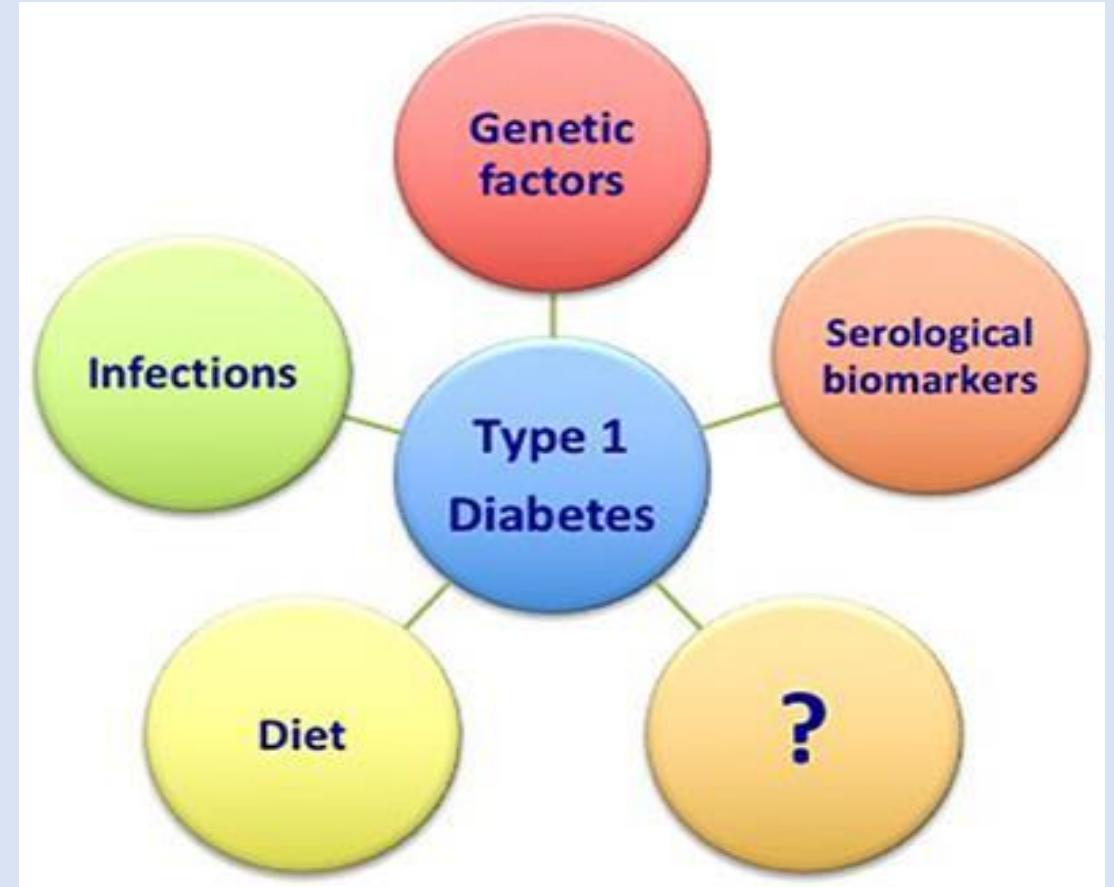 Genetic
factors
Serological
biomarkers
Infections
Type 1
Diabetes
Diet
?